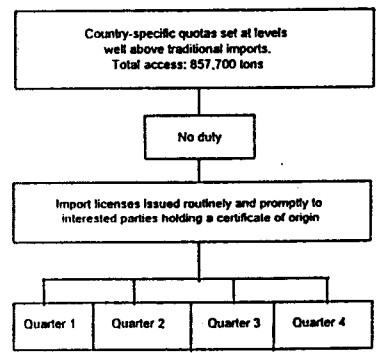 Country-specific quotas set at levels
well above traditional imports.
Total access: 857,700 tons
No duty
Import licenses issued routinely and promptly to
interested parties holding a certificate of origin
Quarter 1
Quarter 2
Quarter 3
Quarter 4